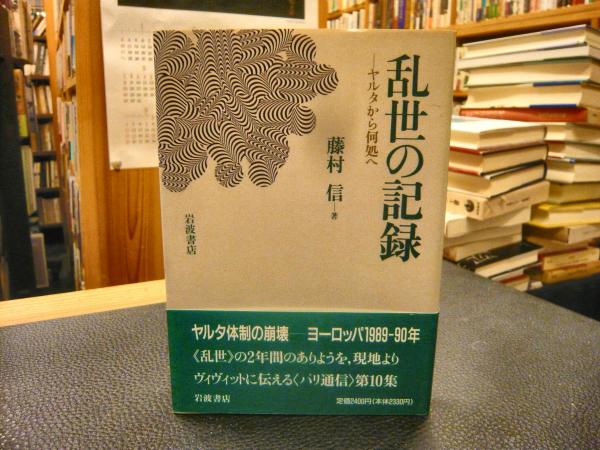 乱世の記録
―ヤルタから何処へ
藤村 信―著
岩波書店
ヤルタ体制の崩壊――ヨーロッパ1989-90年
《乱世》の2年間のありようを,現地より
ヴィヴィットに伝える〈パリ通信〉第10集
岩波書店
定価2400円(本体2330円)